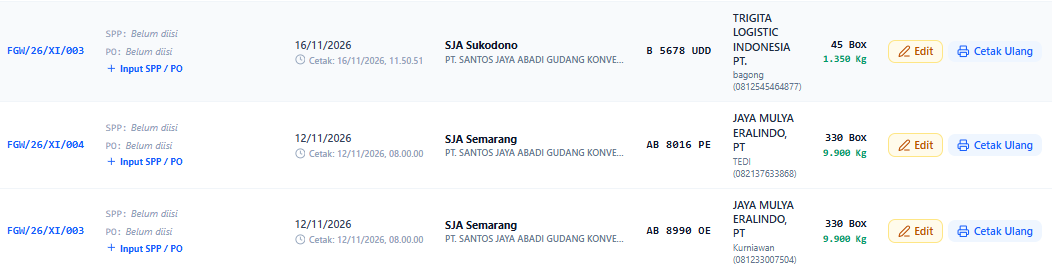 FGW/26/XI/003
SPP: Belum diisi
PO: Belum diisi
+ Input SPP / PO
16/11/2026
Cetak: 16/11/2026, 11.50.51
SJA Sukodono
PT. SANTOS JAYA ABADI GUDANG KONVE...
B 5678 UDD
TRIGITA
LOGISTIC
INDONESIA
PT.
bagong
(0812545464877)
45 Box
1.350 Kg
Edit
Cetak Ulang
FGW/26/XI/004
SPP: Belum diisi
PO: Belum diisi
+ Input SPP / PO
12/11/2026
Cetak: 12/11/2026, 08.00.00
SJA Semarang
PT. SANTOS JAYA ABADI GUDANG KONVE...
AB 8016 PE
JAYA MULYA
ERALINDO,
PT
TEDI
(082137633868)
330 Box
9.900 Kg
Edit
Cetak Ulang
FGW/26/XI/003
SPP: Belum diisi
PO: Belum diisi
+ Input SPP / PO
12/11/2026
Cetak: 12/11/2026, 08.00.00
SJA Semarang
PT. SANTOS JAYA ABADI GUDANG KONVE...
AB 8990 OE
JAYA MULYA
ERALINDO,
PT
Kurniawan
(081233007504)
330 Box
9.900 Kg
Edit
Cetak Ulang